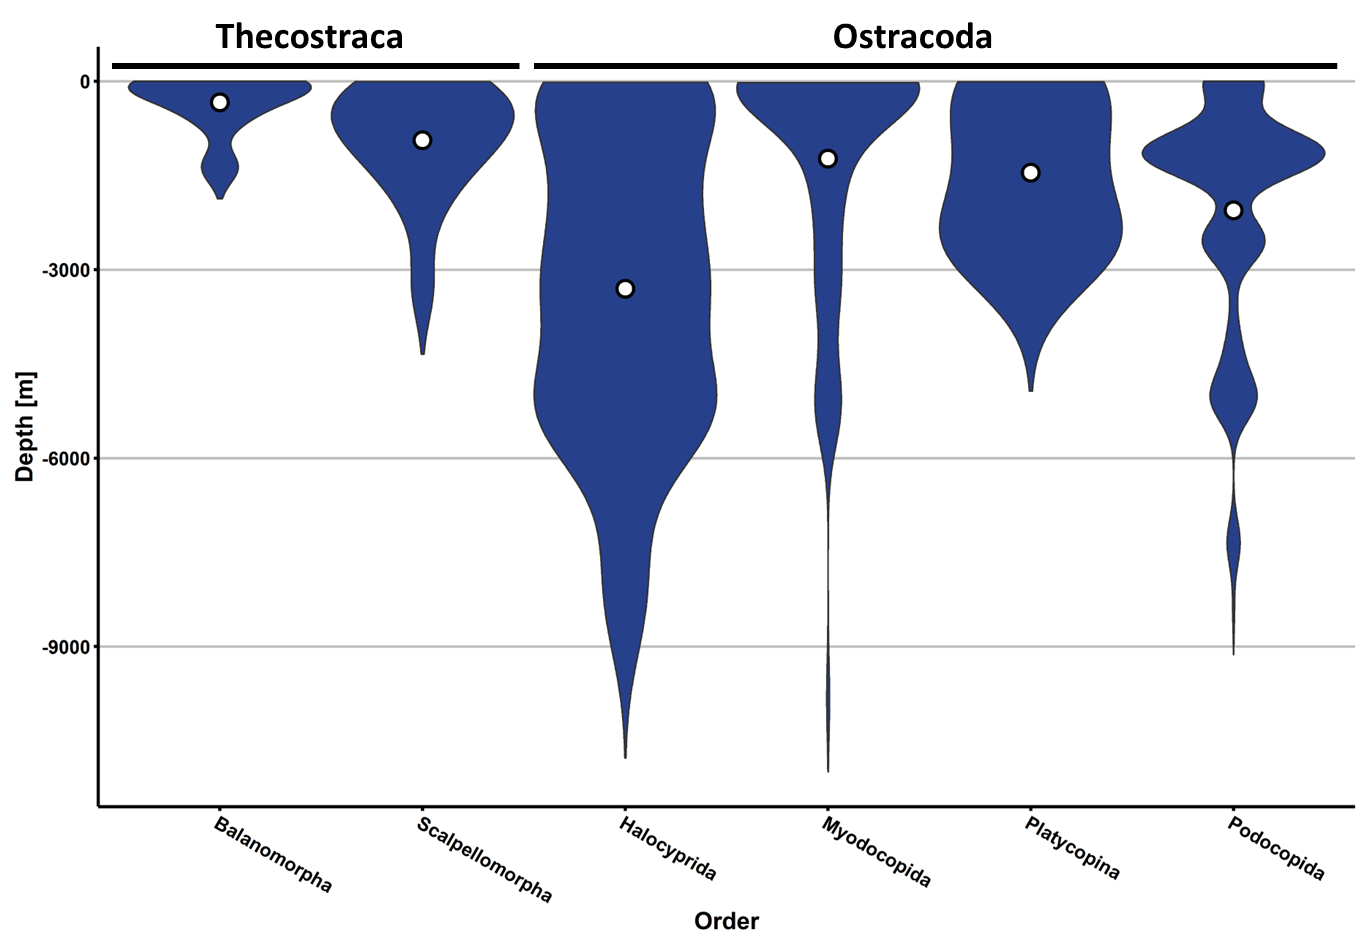 Thecostraca
Ostracoda
0
-3000
-6000
-9000
Depth [m]
Balanomorpha
Scalpellomorpha
Halocyprida
Myodocopida
Platycopina
Podocopida
Order